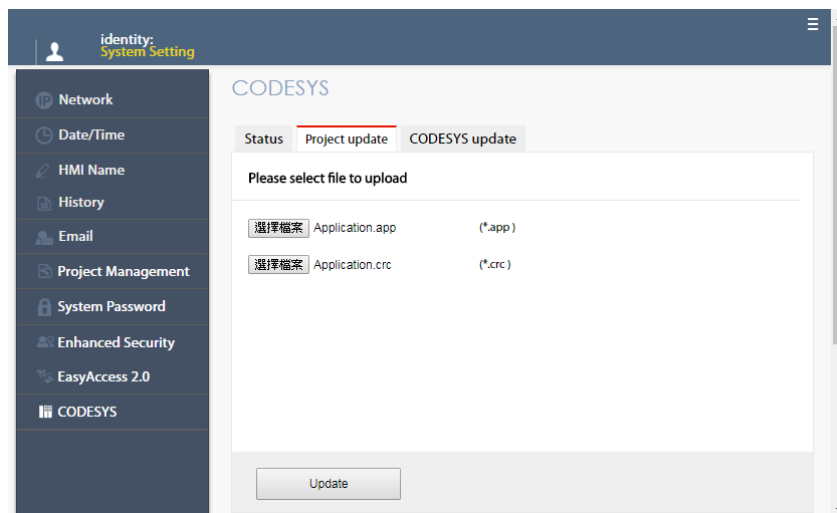 identity:
System Setting
Network
Date/Time
HMI Name
History
Email
Project Management
System Password
Enhanced Security
EasyAccess 2.0
CODESYS
CODESYS
Status Project update CODESYS update
Please select file to upload
選擇檔案 Application.app (*.app )
選擇檔案 Application.crc (*.crc )
Update